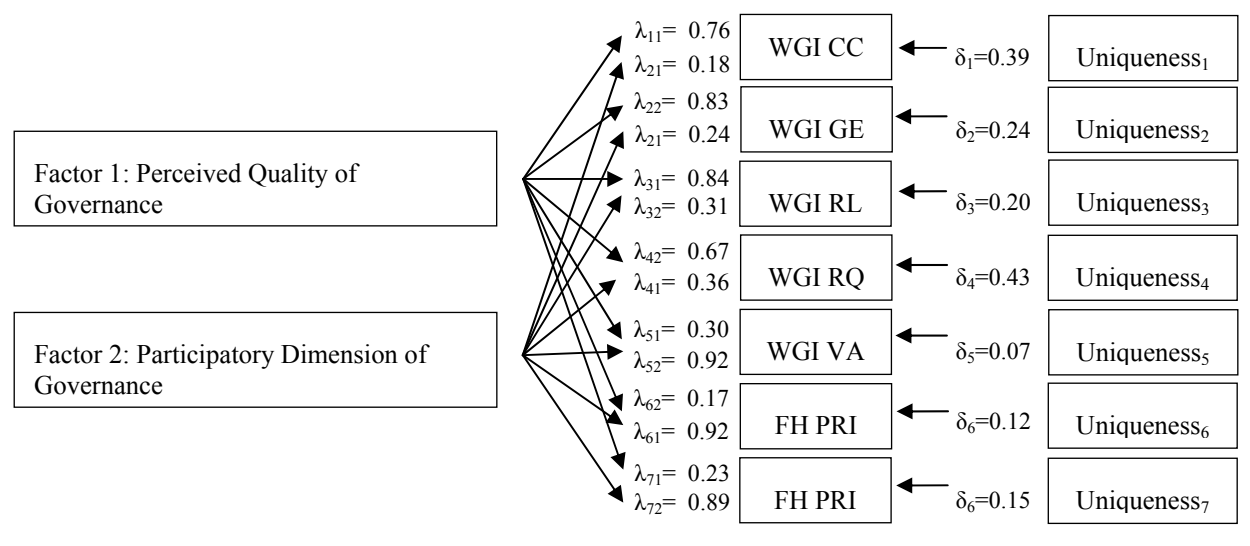 Factor 1: Perceived Quality of
Governance
Factor 2: Participatory Dimension of
Governance
λ11= 0.76
λ21= 0.18
WGI CC
δ1=0.39
Uniqueness1
λ22= 0.83
λ21= 0.24
WGI GE
δ2=0.24
Uniqueness2
λ31= 0.84
λ32= 0.31
WGI RL
δ3=0.20
Uniqueness3
λ42= 0.67
λ41= 0.36
WGI RQ
δ4=0.43
Uniqueness4
λ51= 0.30
λ52= 0.92
WGI VA
δ5=0.07
Uniqueness5
λ62= 0.17
λ61= 0.92
FH PRI
δ6=0.12
Uniqueness6
λ71= 0.23
λ72= 0.89
FH PRI
δ6=0.15
Uniqueness7